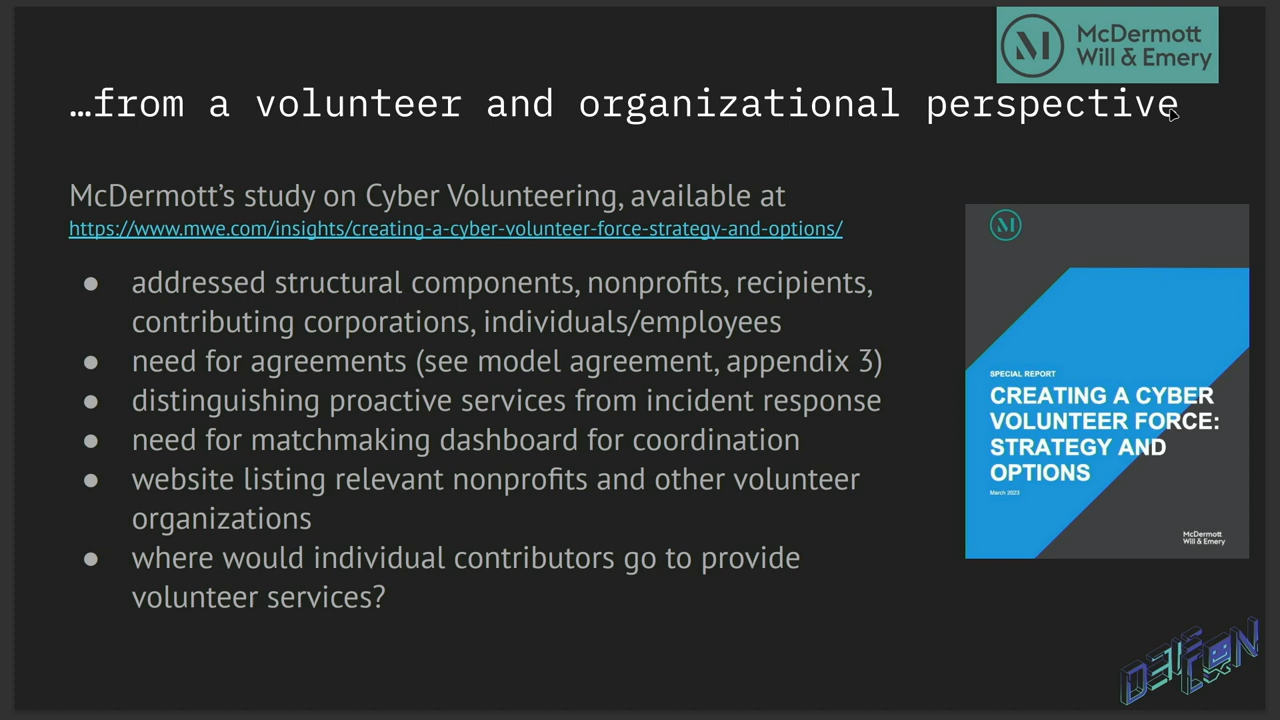 McDermott
Will & Emery
…from a volunteer and organizational perspective
McDermott’s study on Cyber Volunteering, available at
https://www.mwe.com/insights/creating-a-cyber-volunteer-force-strategy-and-options/
● addressed structural components, nonprofits, recipients,
contributing corporations, individuals/employees
● need for agreements (see model agreement, appendix 3)
● distinguishing proactive services from incident response
● need for matchmaking dashboard for coordination
● website listing relevant nonprofits and other volunteer
organizations
● where would individual contributors go to provide
volunteer services?
M
SPECIAL REPORT
CREATING A CYBER
VOLUNTEER FORCE:
STRATEGY AND
OPTIONS
March 2023
McDermott
Will & Emery
DEF CON